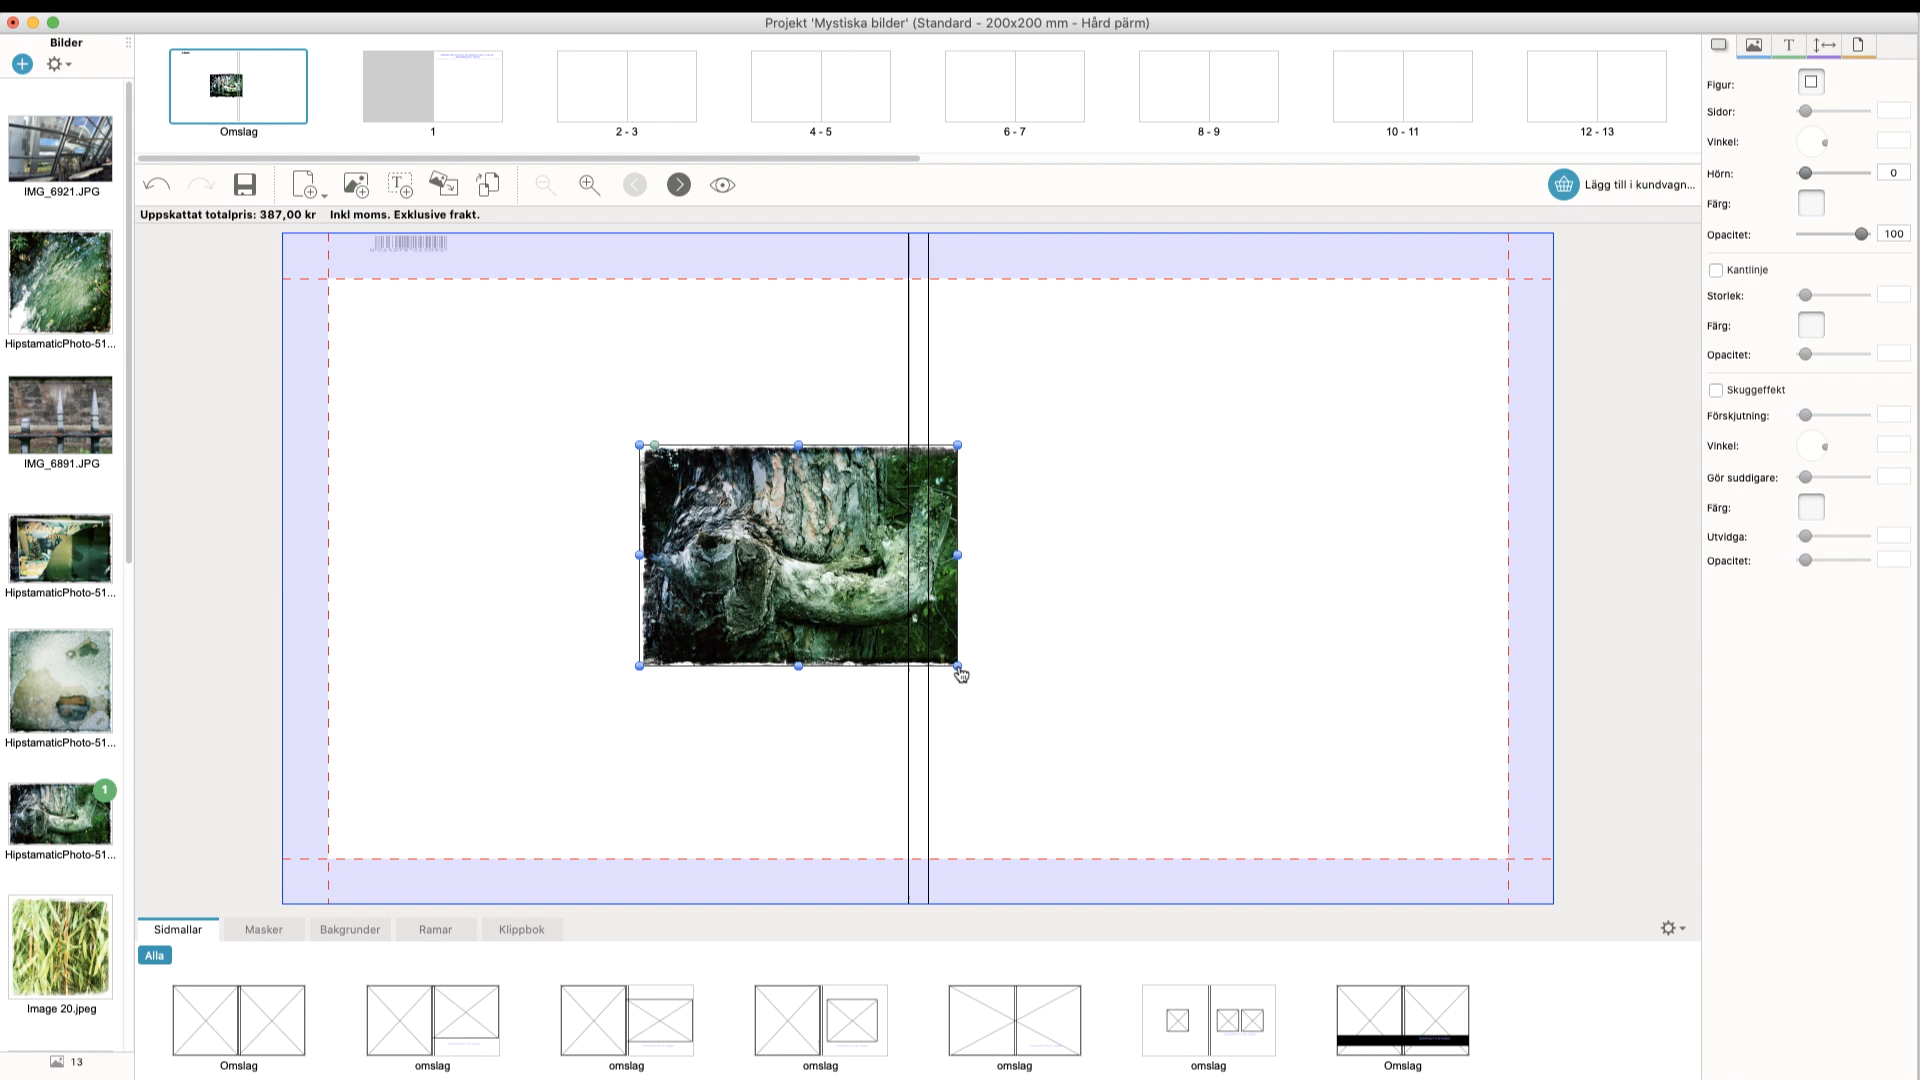 Projekt 'Mystiska bilder' (Standard - 200x200 mm - Hård pärm)
Bilder
Omslag
1
2 - 3
4 - 5
6 - 7
8 - 9
10 - 11
12 - 13
Lägg till i kundvagn...
Uppskattat totalpris: 387,00 kr Inkl moms. Exklusive frakt.
IMG_6921.JPG
HipstamaticPhoto-51...
IMG_6891.JPG
HipstamaticPhoto-51...
HipstamaticPhoto-51...
1
HipstamaticPhoto-51...
Image 20.jpeg
13
T
Figur:
Sidor:
Vinkel:
Hörn: 0
Färg:
Opacitet: 100
Kantlinje
Storlek:
Färg:
Opacitet:
Skuggeffekt
Förskjutning:
Vinkel:
Gör suddigare:
Färg:
Utvidga:
Opacitet:
Sidmallar
Masker
Bakgrunder
Ramar
Klippbok
Alla
Omslag
omslag
omslag
omslag
omslag
omslag
Omslag